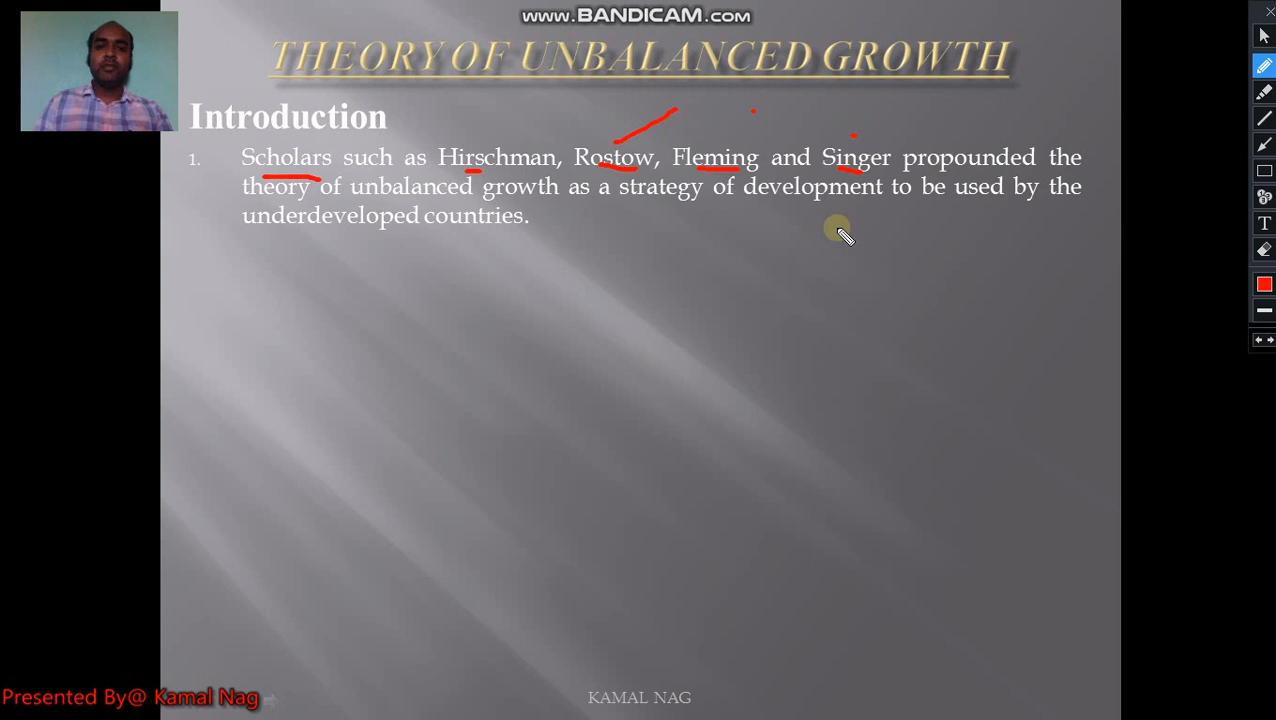 www.BANDICAM.com
THEORY OF UNBALANCED GROWTH
Introduction
1. Scholars such as Hirschman, Rostow, Fleming and Singer propounded the
theory of unbalanced growth as a strategy of development to be used by the
underdeveloped countries.
T
Presented By@ Kamal Nag
KAMAL NAG